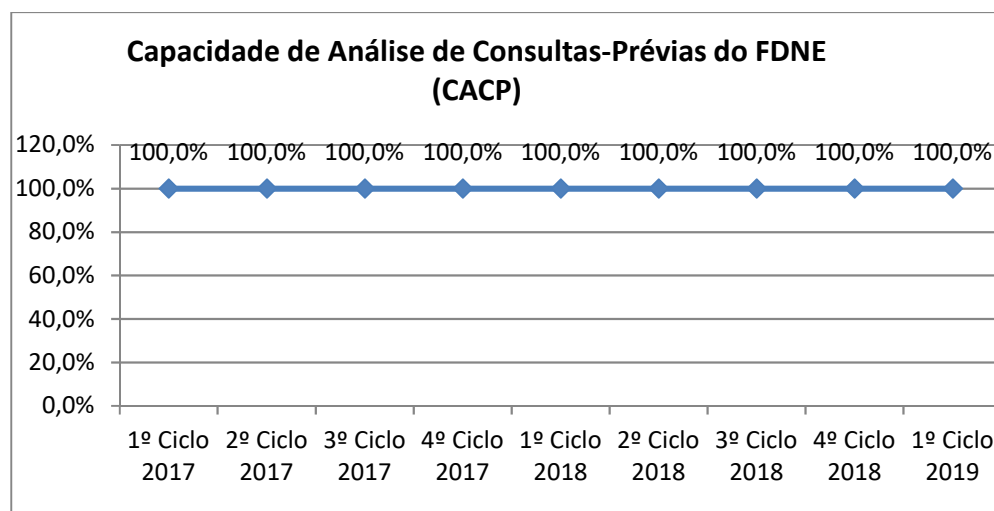 Capacidade de Análise de Consultas-Prévias do FDNE
(CACP)
120,0%
100,0% 100,0% 100,0% 100,0% 100,0% 100,0% 100,0% 100,0% 100,0%
100,0%
80,0%
60,0%
40,0%
20,0%
0,0%
1º Ciclo 2º Ciclo 3º Ciclo 4º Ciclo 1º Ciclo 2º Ciclo 3º Ciclo 4º Ciclo 1º Ciclo
2017 2017 2017 2017 2018 2018 2018 2018 2019